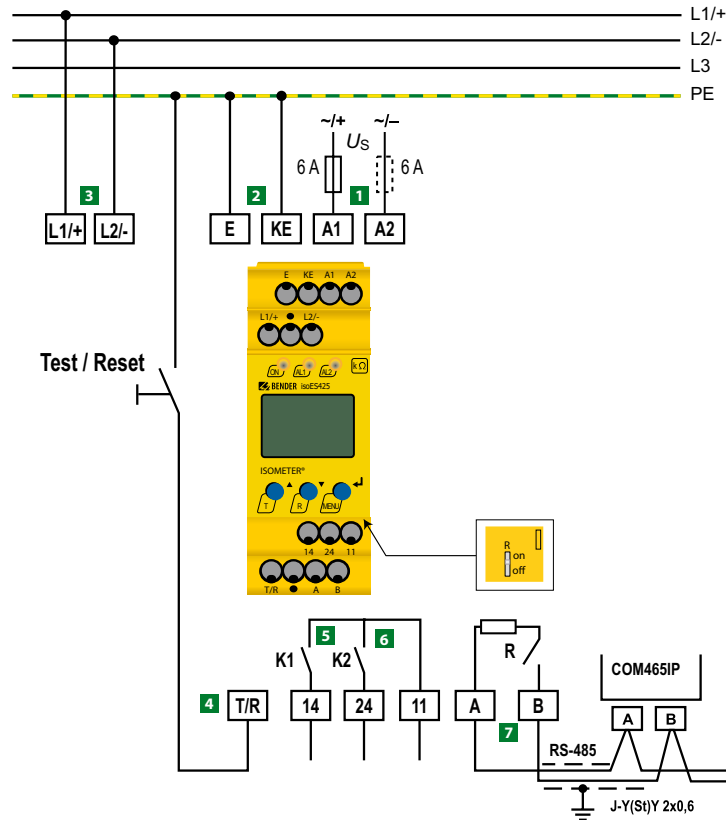 L1/+
L2/-
L3
PE
~/+ ~/–
US
6 A 6 A
3 2 1
L1/+ L2/- E KE A1 A2
E KE A1 A2
L1/+ L2/-
Test / Reset
ON AL1 AL2 kΩ
BENDER isoES425
ISOMETER®
T R MENU
14 24 11
T/R A B
R
on
off
5 6
K1 K2 R
COM465IP
4 T/R 14 24 11 A B
7
A B
RS-485
J-Y(St)Y 2x0,6